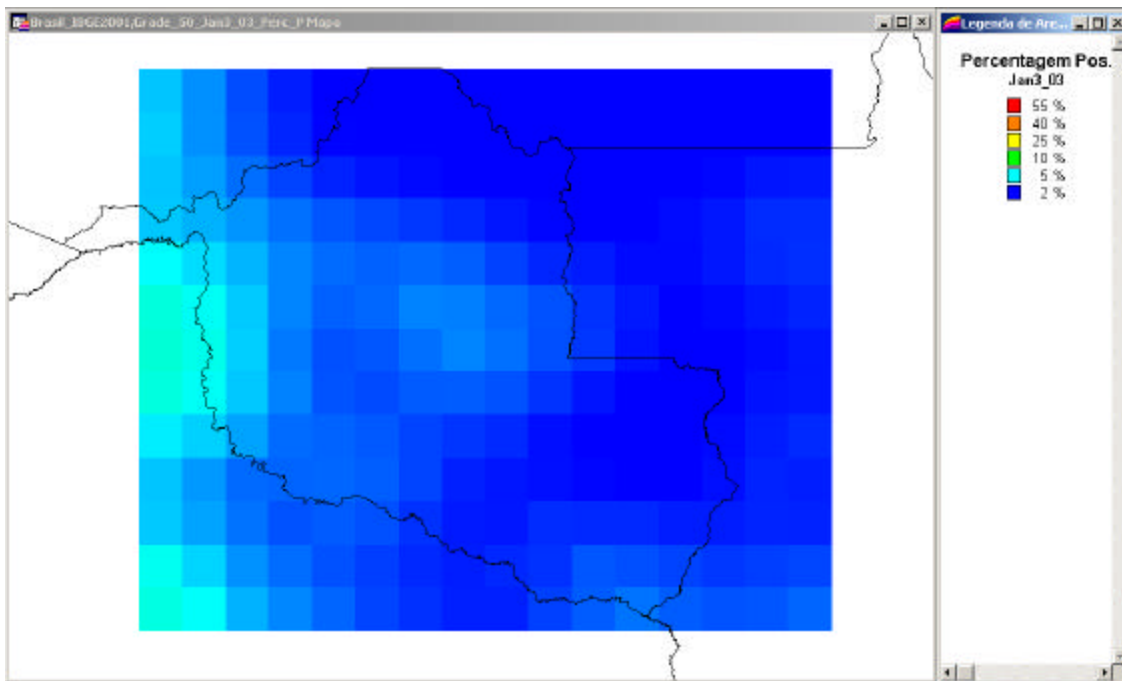 Brasil_IBGE2001,Grade_50_Jan3_03_Perc_P Mapa
Legenda de Are...
Percentagem Pos.
Jan3_03
55 %
40 %
25 %
10 %
5 %
2 %